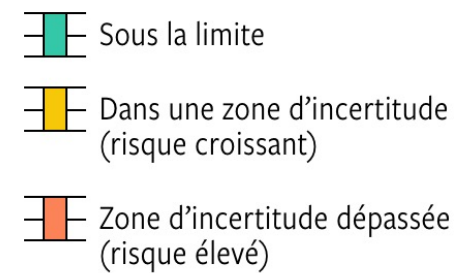 Sous la limite
Dans une zone d’incertitude
(risque croissant)
Zone d’incertitude dépassée
(risque élevé)